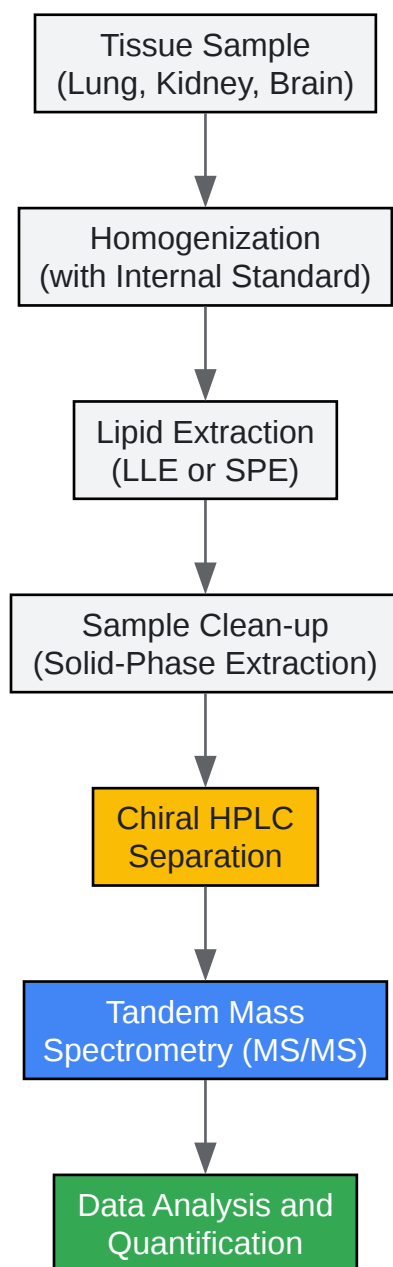 Tissue Sample
(Lung, Kidney, Brain)
Homogenization
(with Internal Standard)
Lipid Extraction
(LLE or SPE)
Sample Clean-up
(Solid-Phase Extraction)
Chiral HPLC
Separation
Tandem Mass
Spectrometry (MS/MS)
Data Analysis and
Quantification